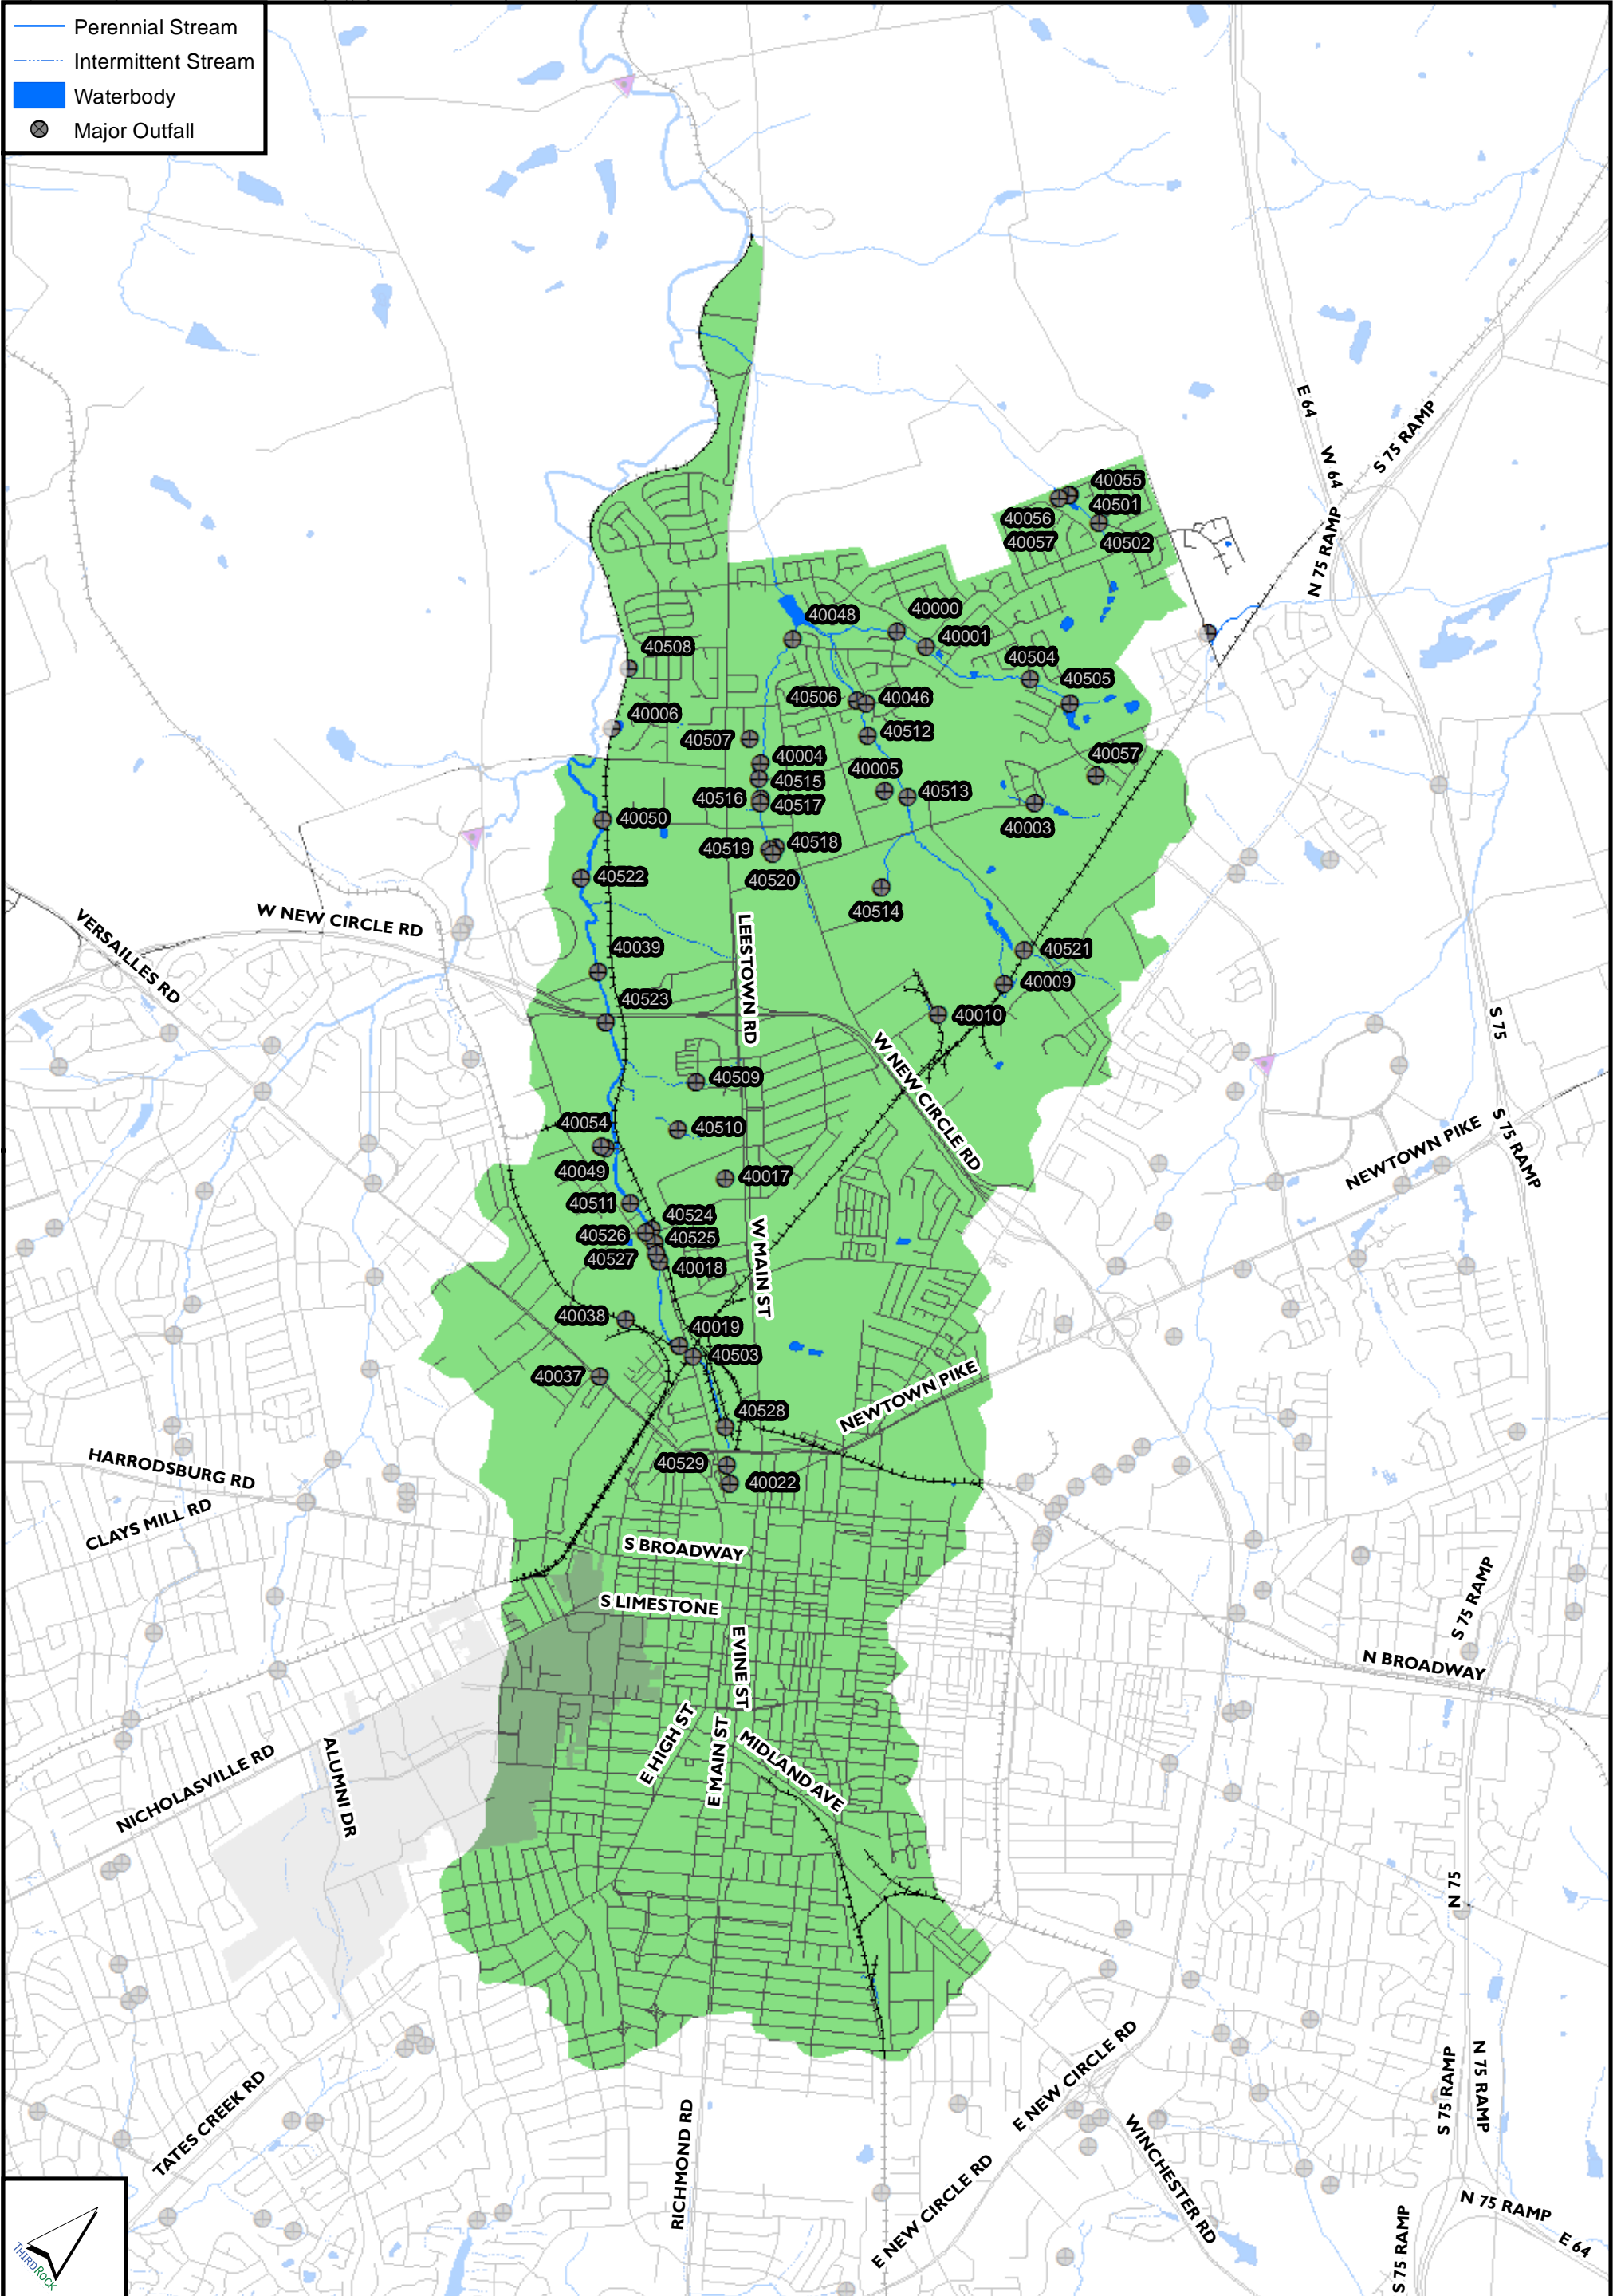 Perennial Stream
Intermittent Stream
Waterbody
Major Outfall
E 64
W 64
S 75 RAMP
N 75 RAMP
40055
40501
40056
40057
40502
40048
40000
40001
40508
40504
40505
40506
40046
40006
40507
40512
40004
40005
40057
40515
40516
40517
40513
40003
40050
40519
40518
40520
40522
40514
W NEW CIRCLE RD
VERSAILLES RD
LEESTOWN RD
40039
40521
40523
40009
40010
S 75
W NEW CIRCLE RD
40509
40054
40510
S 75 RAMP
NEWTOWN PIKE
40049
40017
40511
40524
40526
40525
40527
40018
W MAIN ST
40038
40019
40503
40037
NEWTOWN PIKE
40528
40529
40022
HARRODSBURG RD
CLAYS MILL RD
S BROADWAY
S LIMESTONE
S 75 RAMP
N BROADWAY
E VINE ST
E HIGH ST
E MAIN ST
MIDLAND AVE
NICHOLASVILLE RD
ALUMNI DR
N 75
TATES CREEK RD
RICHMOND RD
E NEW CIRCLE RD
E NEW CIRCLE RD
WINCHESTER RD
S 75 RAMP
N 75 RAMP
N 75 RAMP
E 64
S 75 RAMP
THIRDROCK